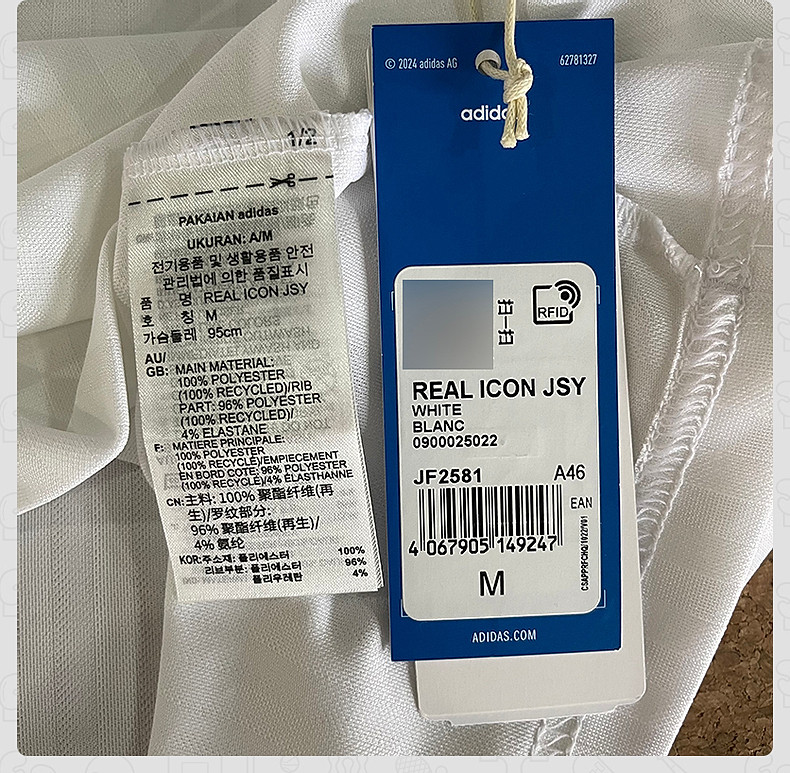 1/2
PAKAIAN adidas
UKURAN: A/M
전기용품 및 생활용품 안전
관리법에 의한 품질표시
품 명 REAL ICON JSY
호 칭 M
가슴둘레 95cm
AU/
GB: MAIN MATERIAL:
100% POLYESTER
(100% RECYCLED)/RIB
PART: 96% POLYESTER
(100% RECYCLED)/
4% ELASTANE
F: MATIERE PRINCIPALE:
100% POLYESTER
(100% RECYCLÉ)/EMPIECEMENT
EN BORD COTE: 96% POLYESTER
(100% RECYCLÉ)/4% ÉLASTHANNE
CN: 主料: 100% 聚酯纤维(再
生)/罗纹部分:
96% 聚酯纤维(再生)/
4% 氨纶
KOR: 주소재: 폴리에스터 100%
리브부분: 폴리에스터 96%
폴리우레탄 4%
© 2024 adidas AG
62781327
RFID
REAL ICON JSY
WHITE
BLANC
0900025022
JF2581 A46
EAN
4 067905 149247
M
ADIDAS.COM